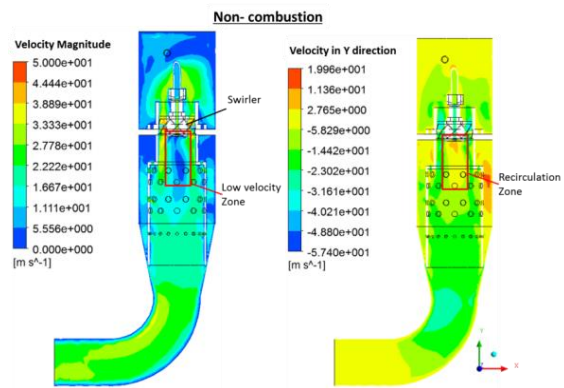 Non- combustion
Velocity Magnitude
5.000e+001
4.444e+001
3.889e+001
3.333e+001
2.778e+001
2.222e+001
1.667e+001
1.111e+001
5.556e+000
0.000e+000
[m s^-1]
Swirler
Low velocity
Zone
Velocity in Y direction
1.996e+001
1.136e+001
2.765e+000
-5.829e+000
-1.442e+001
-2.302e+001
-3.161e+001
-4.021e+001
-4.880e+001
-5.740e+001
[m s^-1]
Recirculation
Zone
Y
X